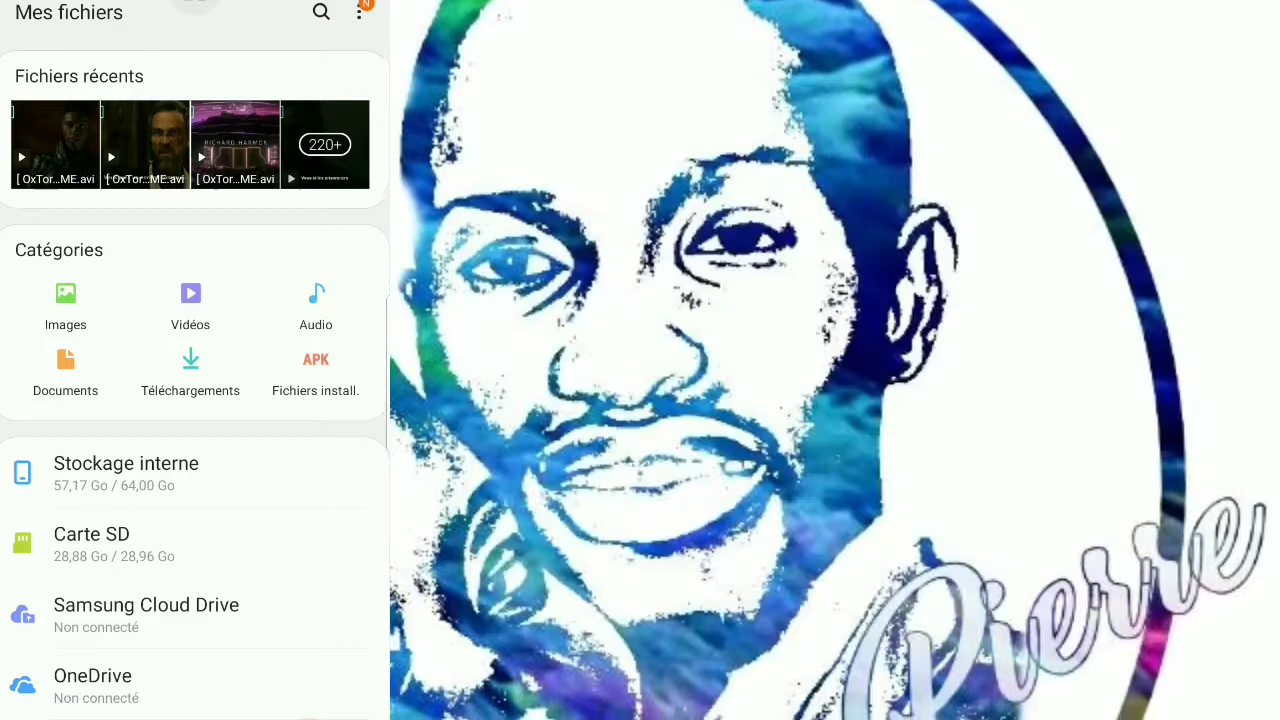 Mes fichiers
N
Fichiers récents
RICHARD HARMON
220+
[ OxTor...ME.avi
[ OxTor...ME.avi
[ OxTor...ME.avi
Catégories
Images
Vidéos
Audio
APK
Documents
Téléchargements
Fichiers install.
Stockage interne
57,17 Go / 64,00 Go
Carte SD
28,88 Go / 28,96 Go
Samsung Cloud Drive
Non connecté
OneDrive
Non connecté
Pierre